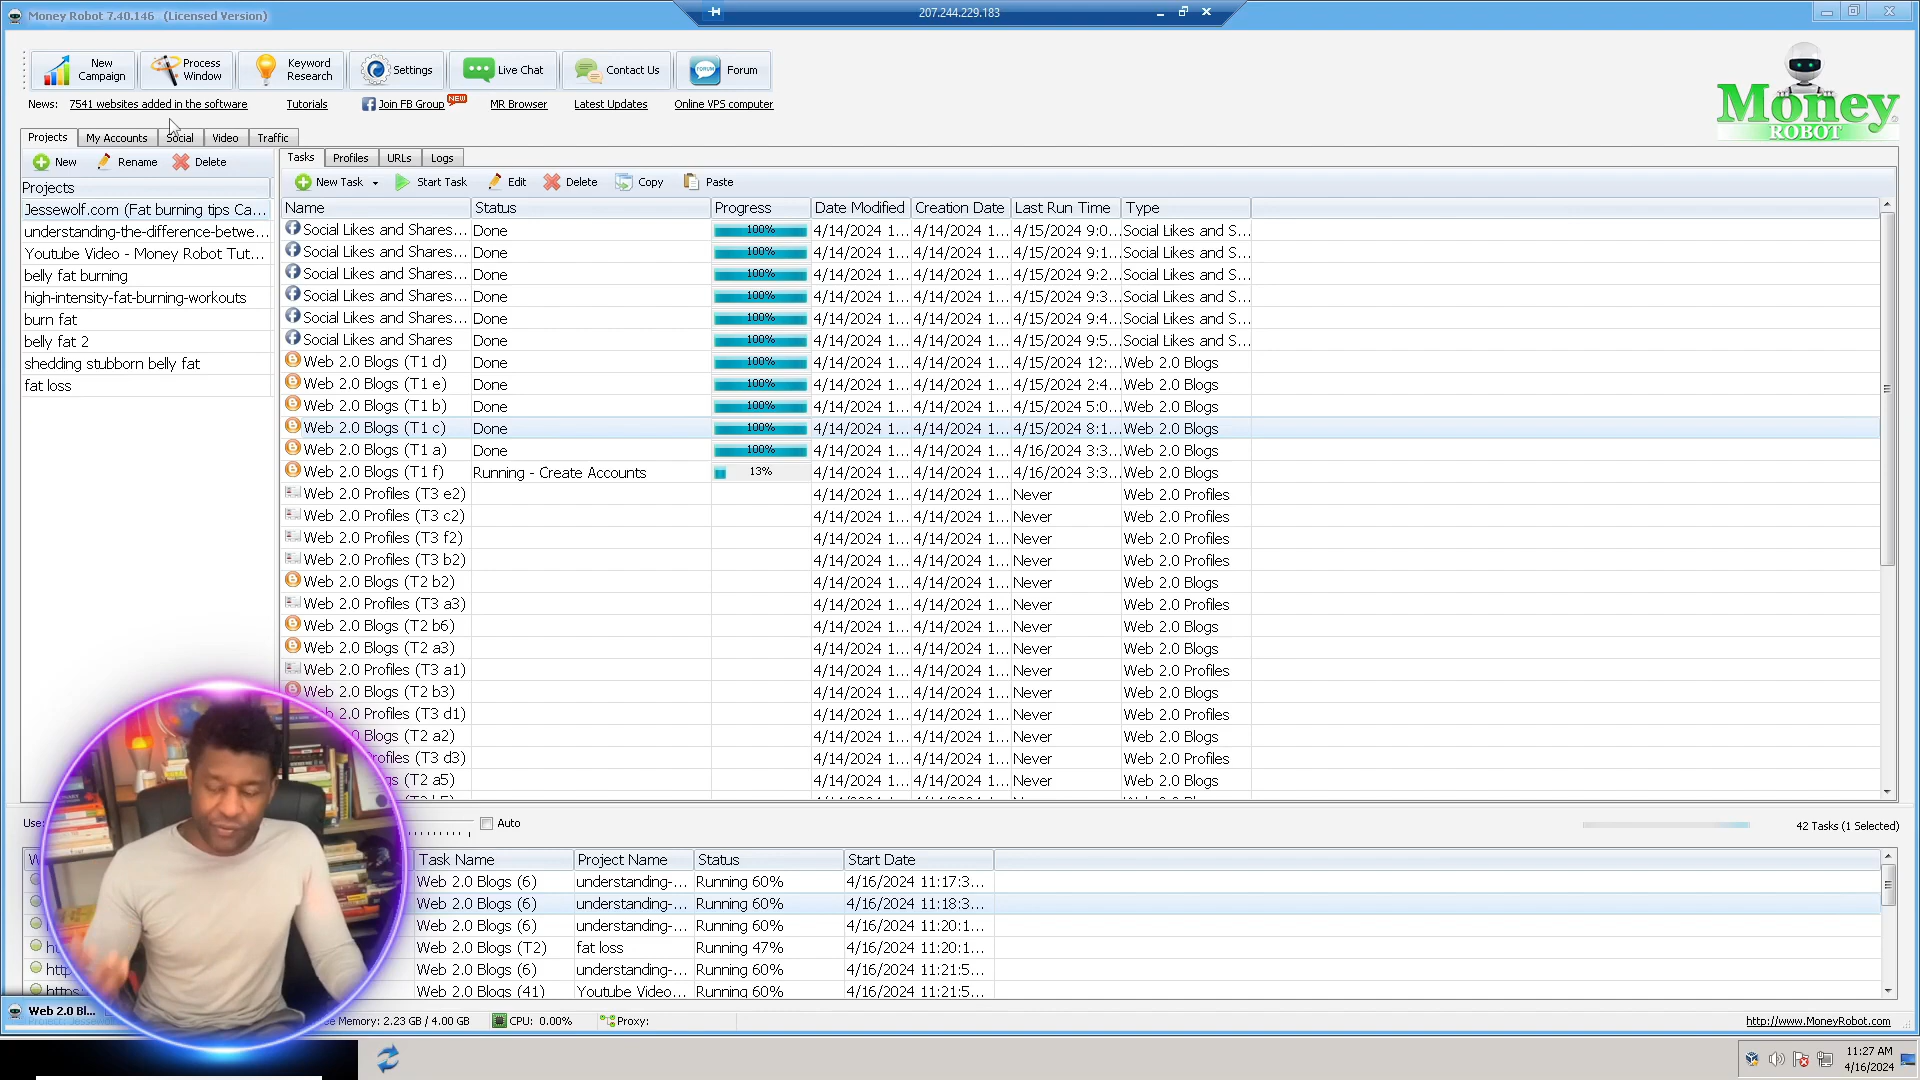 Money Robot 7.40.146 (Licensed Version)
207.244.229.183
New Campaign
Process Window
Keyword Research
Settings
Live Chat
Contact Us
FORUM
Forum
News: 7541 websites added in the software
Tutorials
Join FB Group NEW
MR Browser
Latest Updates
Online VPS computer
Money
ROBOT
Projects My Accounts Social Video Traffic
New Rename Delete
Projects
Jessewolf.com (Fat burning tips Ca...
understanding-the-difference-betwe...
Youtube Video - Money Robot Tut...
belly fat burning
high-intensity-fat-burning-workouts
burn fat
belly fat 2
shedding stubborn belly fat
fat loss
Tasks Profiles URLs Logs
New Task Start Task Edit Delete Copy Paste
Name Status Progress Date Modified Creation Date Last Run Time Type
Social Likes and Shares... Done 100% 4/14/2024 1... 4/14/2024 1... 4/15/2024 9:0... Social Likes and S...
Social Likes and Shares... Done 100% 4/14/2024 1... 4/14/2024 1... 4/15/2024 9:1... Social Likes and S...
Social Likes and Shares... Done 100% 4/14/2024 1... 4/14/2024 1... 4/15/2024 9:2... Social Likes and S...
Social Likes and Shares... Done 100% 4/14/2024 1... 4/14/2024 1... 4/15/2024 9:3... Social Likes and S...
Social Likes and Shares... Done 100% 4/14/2024 1... 4/14/2024 1... 4/15/2024 9:4... Social Likes and S...
Social Likes and Shares Done 100% 4/14/2024 1... 4/14/2024 1... 4/15/2024 9:5... Social Likes and S...
Web 2.0 Blogs (T1 d) Done 100% 4/14/2024 1... 4/14/2024 1... 4/15/2024 12:... Web 2.0 Blogs
Web 2.0 Blogs (T1 e) Done 100% 4/14/2024 1... 4/14/2024 1... 4/15/2024 2:4... Web 2.0 Blogs
Web 2.0 Blogs (T1 b) Done 100% 4/14/2024 1... 4/14/2024 1... 4/15/2024 5:0... Web 2.0 Blogs
Web 2.0 Blogs (T1 c) Done 100% 4/14/2024 1... 4/14/2024 1... 4/15/2024 8:1... Web 2.0 Blogs
Web 2.0 Blogs (T1 a) Done 100% 4/14/2024 1... 4/14/2024 1... 4/16/2024 3:3... Web 2.0 Blogs
Web 2.0 Blogs (T1 f) Running - Create Accounts 13% 4/14/2024 1... 4/14/2024 1... 4/16/2024 3:3... Web 2.0 Blogs
Web 2.0 Profiles (T3 e2) 4/14/2024 1... 4/14/2024 1... Never Web 2.0 Profiles
Web 2.0 Profiles (T3 c2) 4/14/2024 1... 4/14/2024 1... Never Web 2.0 Profiles
Web 2.0 Profiles (T3 f2) 4/14/2024 1... 4/14/2024 1... Never Web 2.0 Profiles
Web 2.0 Profiles (T3 b2) 4/14/2024 1... 4/14/2024 1... Never Web 2.0 Profiles
Web 2.0 Blogs (T2 b2) 4/14/2024 1... 4/14/2024 1... Never Web 2.0 Blogs
Web 2.0 Profiles (T3 a3) 4/14/2024 1... 4/14/2024 1... Never Web 2.0 Profiles
Web 2.0 Blogs (T2 b6) 4/14/2024 1... 4/14/2024 1... Never Web 2.0 Blogs
Web 2.0 Blogs (T2 a3) 4/14/2024 1... 4/14/2024 1... Never Web 2.0 Blogs
Web 2.0 Profiles (T3 a1) 4/14/2024 1... 4/14/2024 1... Never Web 2.0 Profiles
Web 2.0 Blogs (T2 b3) 4/14/2024 1... 4/14/2024 1... Never Web 2.0 Blogs
2.0 Profiles (T3 d1) 4/14/2024 1... 4/14/2024 1... Never Web 2.0 Profiles
2.0 Blogs (T2 a2) 4/14/2024 1... 4/14/2024 1... Never Web 2.0 Blogs
Profiles (T3 d3) 4/14/2024 1... 4/14/2024 1... Never Web 2.0 Profiles
(T2 a5) 4/14/2024 1... 4/14/2024 1... Never Web 2.0 Blogs
Use: Auto 42 Tasks (1 Selected)
W Task Name Project Name Status Start Date
Web 2.0 Blogs (6) understanding-... Running 60% 4/16/2024 11:17:3...
Web 2.0 Blogs (6) understanding-... Running 60% 4/16/2024 11:18:3...
Web 2.0 Blogs (6) understanding-... Running 60% 4/16/2024 11:20:1...
Web 2.0 Blogs (T2) fat loss Running 47% 4/16/2024 11:20:1...
http Web 2.0 Blogs (6) understanding-... Running 60% 4/16/2024 11:21:5...
https: Web 2.0 Blogs (41) Youtube Video... Running 60% 4/16/2024 11:21:5...
Web 2.0 Bl...
Memory: 2.23 GB / 4.00 GB CPU: 0.00% Proxy: http://www.MoneyRobot.com
11:27 AM
4/16/2024